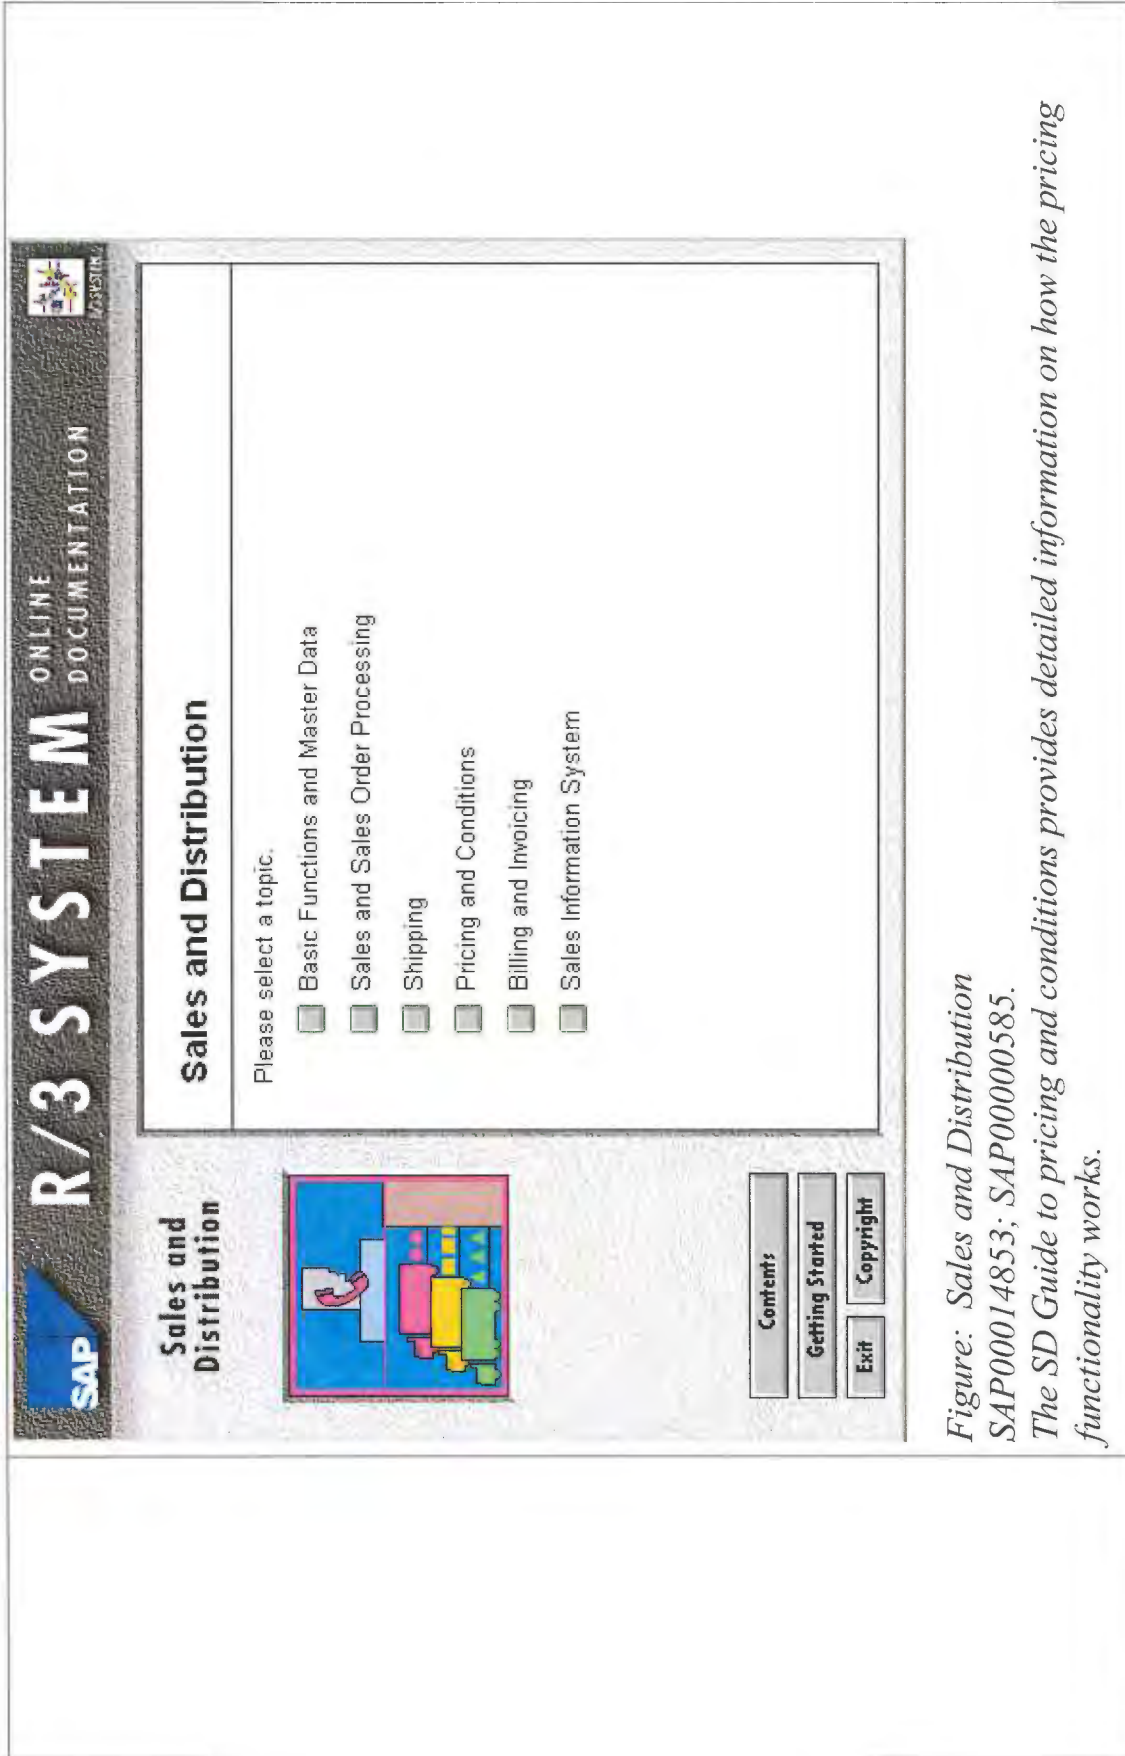 SAP
R/3 SYSTEM ONLINE
DOCUMENTATION
R/3 SYSTEM
Sales and
Distribution
Contents
Getting Started
Exit
Copyright
Sales and Distribution
Please select a topic.
Basic Functions and Master Data
Sales and Sales Order Processing
Shipping
Pricing and Conditions
Billing and Invoicing
Sales Information System
Figure: Sales and Distribution
SAP00014853; SAP00000585.
The SD Guide to pricing and conditions provides detailed information on how the pricing
functionality works.